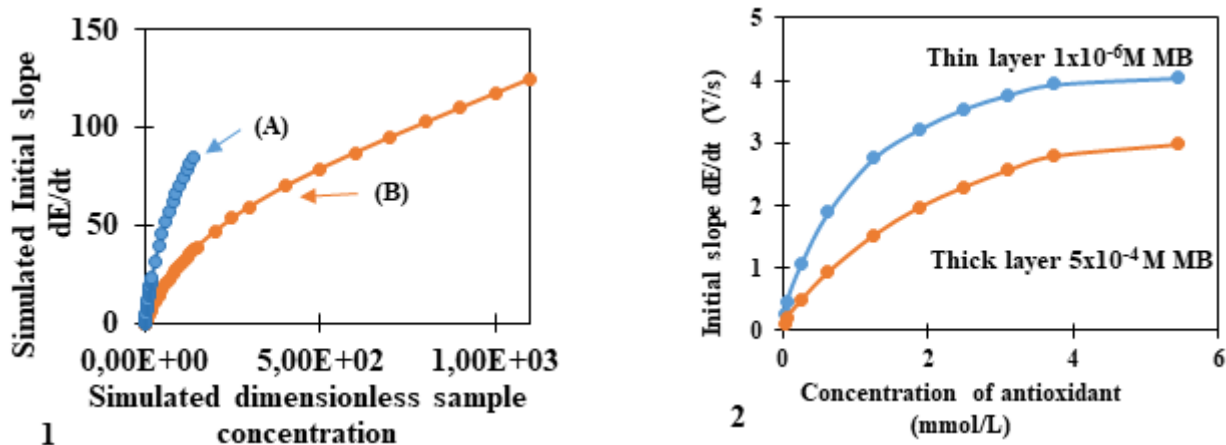 150
100
50
0
Simulated Initial slope
dE/dt
(A)
(B)
0,00E+00 5,00E+02 1,00E+03
Simulated dimensionless sample
concentration
1
5
4
3
2
1
0
Initial slope dE/dt (V/s)
Thin layer 1x10⁻⁶M MB
Thick layer 5x10⁻⁴ M MB
0 2 4 6
Concentration of antioxidant
(mmol/L)
2